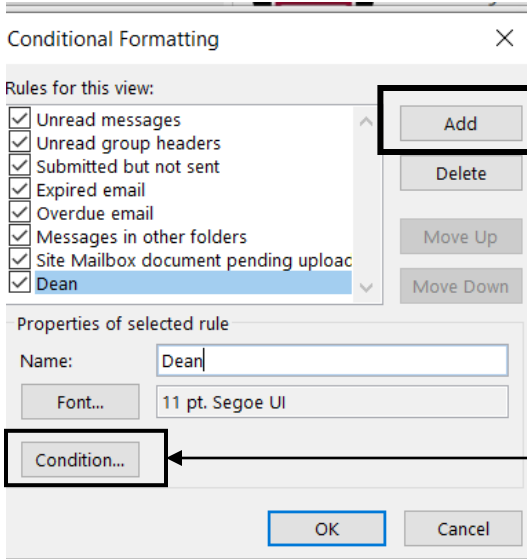 Conditional Formatting
Rules for this view:
Unread messages
Unread group headers
Submitted but not sent
Expired email
Overdue email
Messages in other folders
Site Mailbox document pending upload
Dean
Add
Delete
Move Up
Move Down
Properties of selected rule
Name:
Dean
Font...
11 pt. Segoe UI
Condition...
OK
Cancel